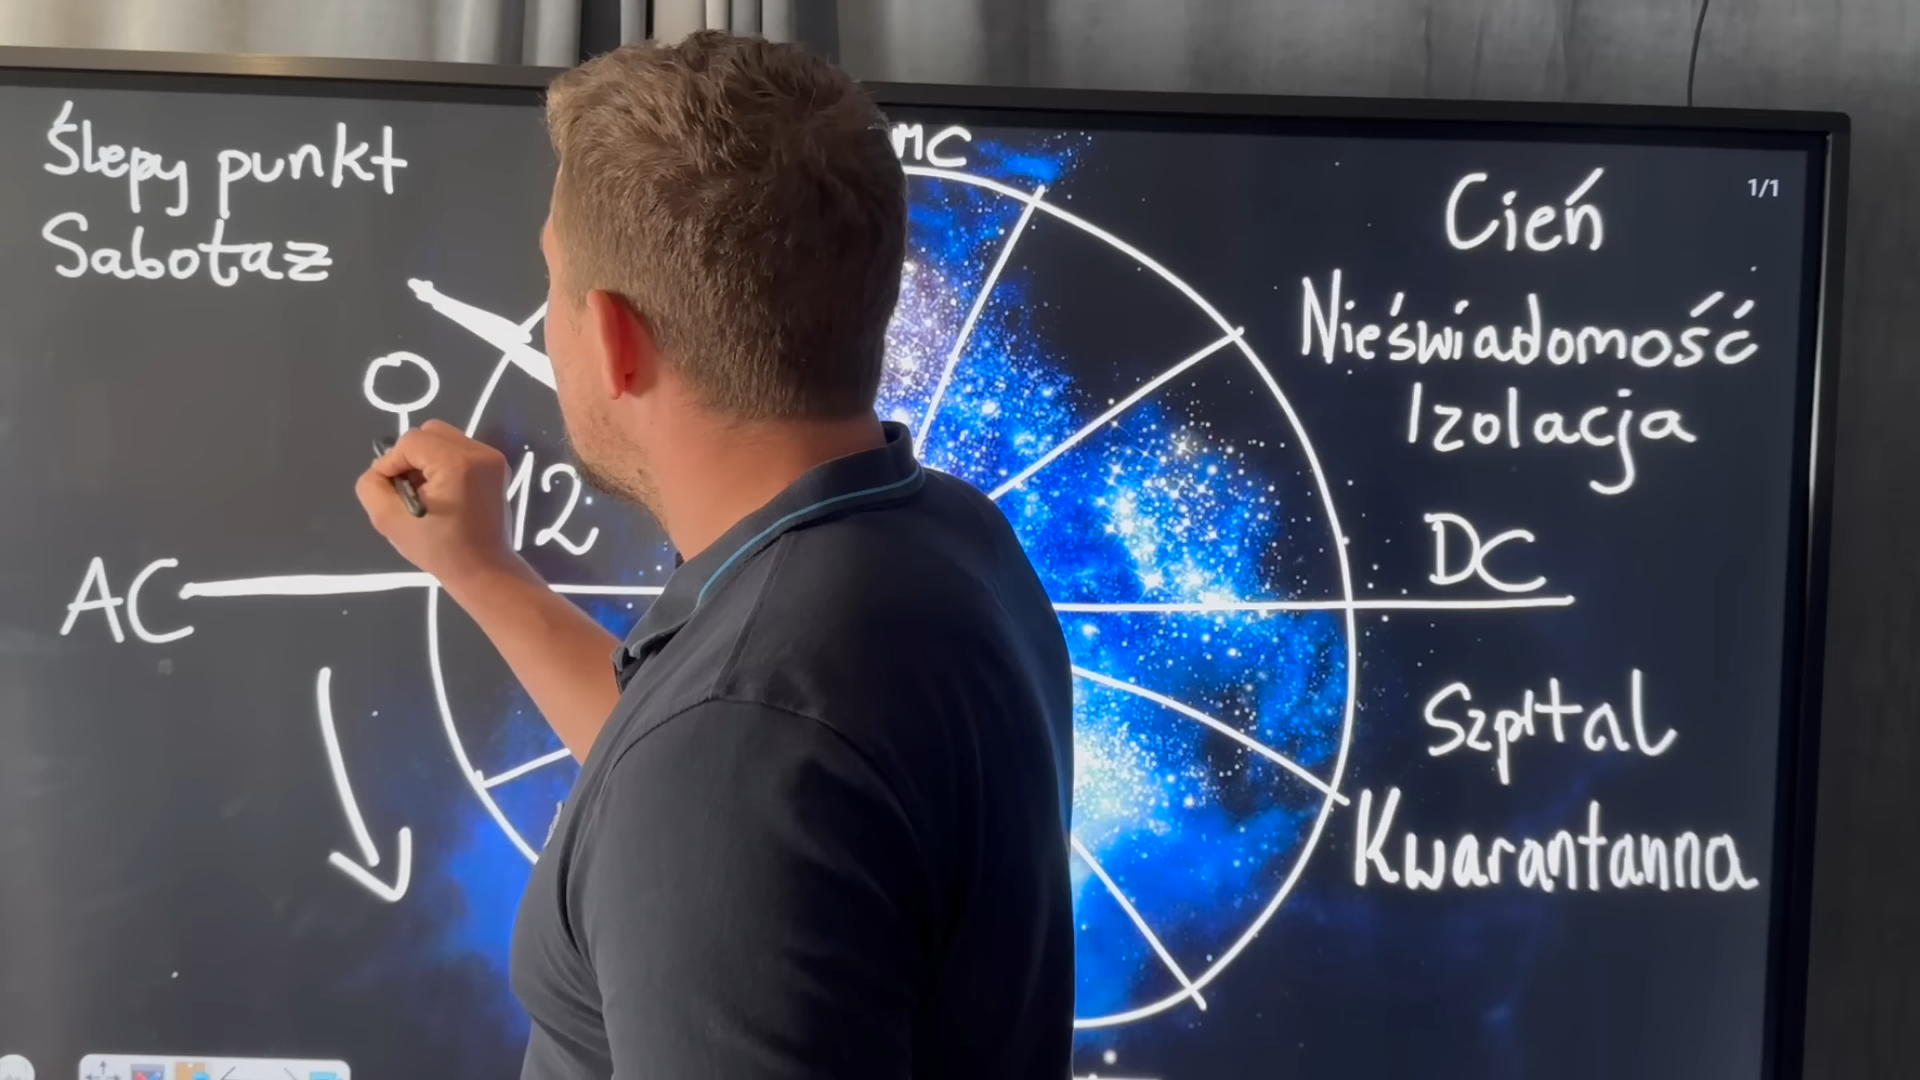 Ślepy punkt
Sabotaz
MC
Cień
1/1
Nieświadomość
Izolacja
12
AC
DC
Szpital
Kwarantanna